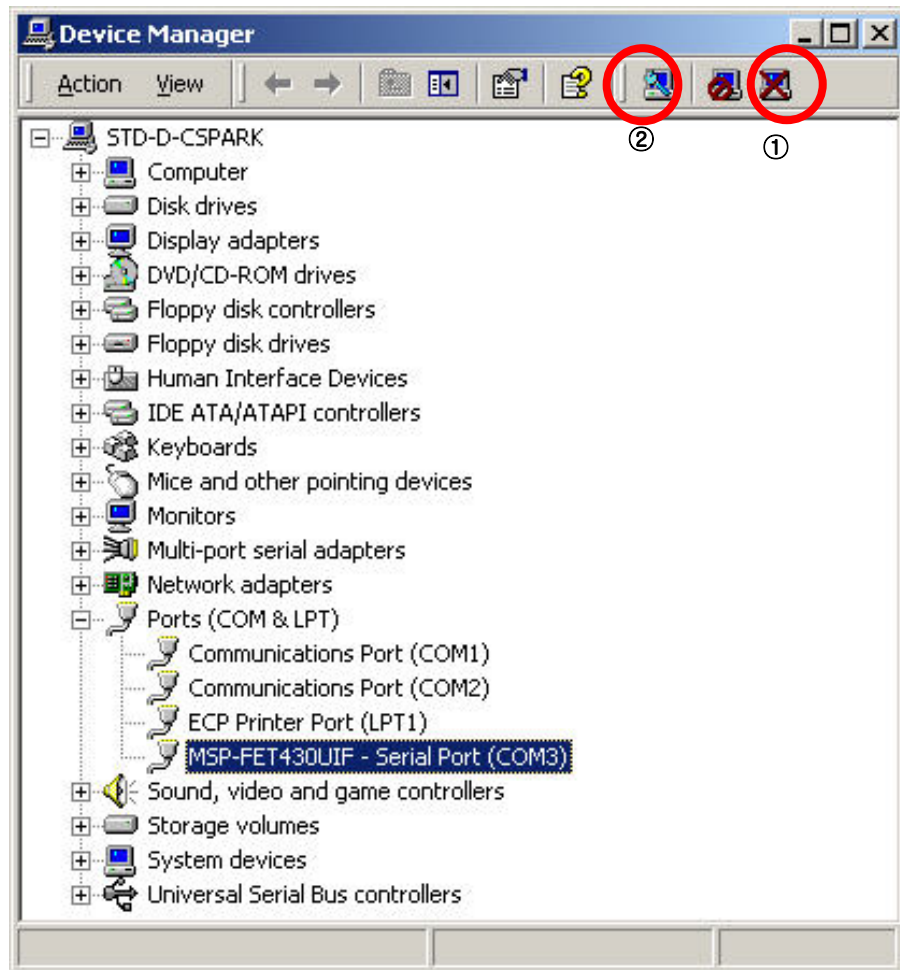 Device Manager
Action View
② ①
STD-D-CSPARK
Computer
Disk drives
Display adapters
DVD/CD-ROM drives
Floppy disk controllers
Floppy disk drives
Human Interface Devices
IDE ATA/ATAPI controllers
Keyboards
Mice and other pointing devices
Monitors
Multi-port serial adapters
Network adapters
Ports (COM & LPT)
Communications Port (COM1)
Communications Port (COM2)
ECP Printer Port (LPT1)
MSP-FET430UIF - Serial Port (COM3)
Sound, video and game controllers
Storage volumes
System devices
Universal Serial Bus controllers